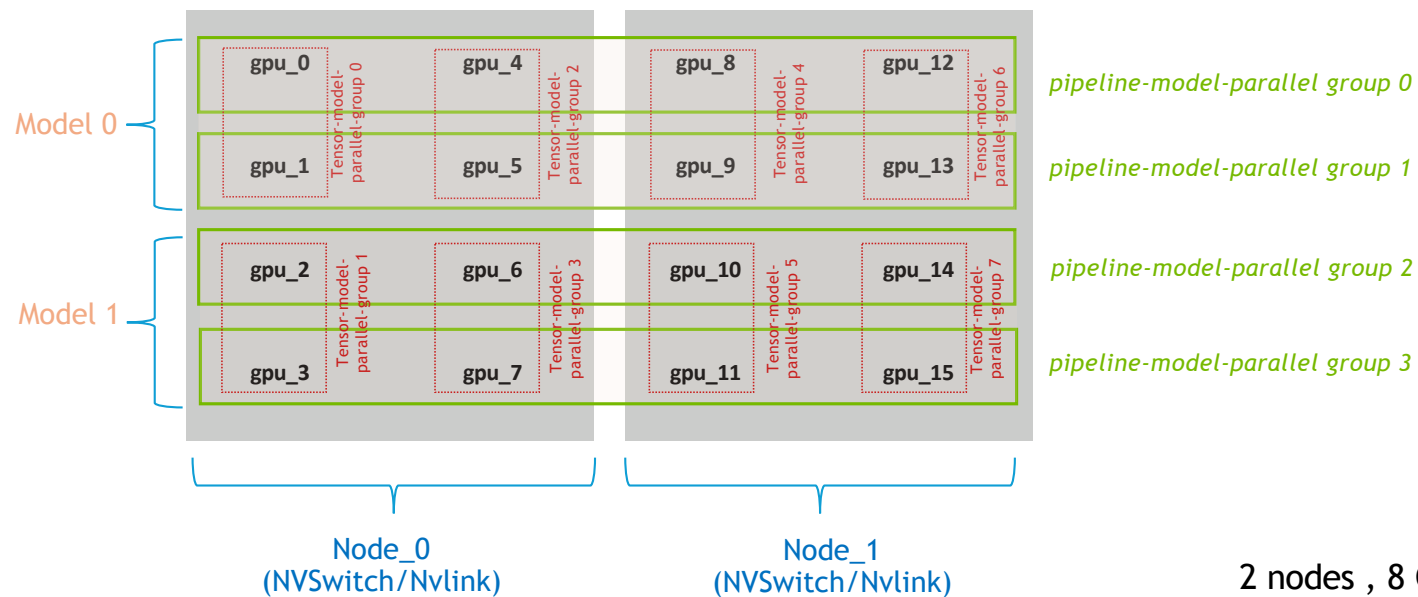 Model 0
gpu_0
gpu_4
gpu_8
gpu_12
pipeline-model-parallel group 0
Tensor-model-
parallel-group 0
Tensor-model-
parallel-group 2
Tensor-model-
parallel-group 4
Tensor-model-
parallel-group 6
gpu_1
gpu_5
gpu_9
gpu_13
pipeline-model-parallel group 1
Model 1
gpu_2
gpu_6
gpu_10
gpu_14
pipeline-model-parallel group 2
Tensor-model-
parallel-group 1
Tensor-model-
parallel-group 3
Tensor-model-
parallel-group 5
Tensor-model-
parallel-group 7
gpu_3
gpu_7
gpu_11
gpu_15
pipeline-model-parallel group 3
Node_0
(NVSwitch/Nvlink)
Node_1
(NVSwitch/Nvlink)
2 nodes , 8